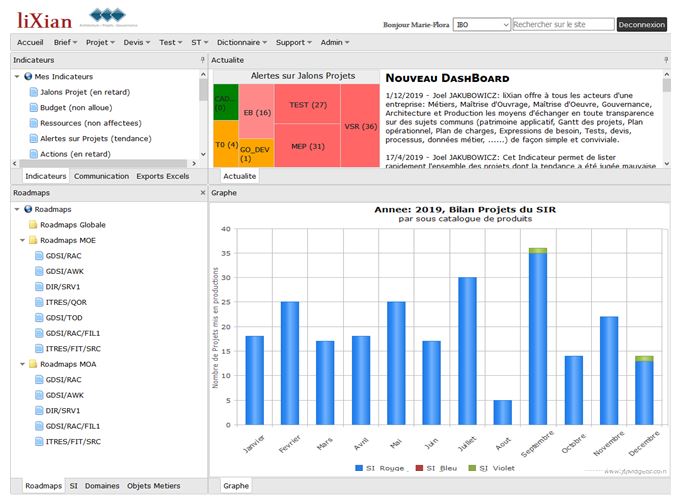 liXian
Bonjour Marie-Flora
IBO
Rechercher sur le site
Deconnexion
Accueil Brief Projet Devis Test ST Dictionnaire Support Admin
Indicateurs
Mes Indicateurs
Jalons Projet (en retard)
Budget (non alloue)
Ressources (non affectees)
Alertes sur Projets (tendance)
Actions (en retard)
Indicateurs Communication Exports Excels
Actualite
Alertes sur Jalons Projets
CAD...
(0)
EB (16)
TEST (27)
VSR (36)
T0 (4)
GO_DEV
(1)
MEP (31)
Nouveau DashBoard
1/12/2019 - Joel JAKUBOWICZ: liXian offre à tous les acteurs d'une
entreprise: Métiers, Maîtrise d'Ouvrage, Maîtrise d'Oeuvre, Gouvernance,
Architecture et Production les moyens d'échanger en toute transparence
sur des sujets communs (patrimoine applicatif, Gantt des projets, Plan
opérationnel, Plan de charges, Expressions de besoin, Tests, devis,
processus, données métier, ......) de façon simple et conviviale.
17/4/2019 - Joel JAKUBOWICZ: Cet Indicateur permet de lister
rapidement l'ensemble des projets dont la tendance a été jugée mauvaise
Actualite
Roadmaps
Roadmaps
Roadmaps Globale
Roadmaps MOE
GDSI/RAC
GDSI/AWK
DIR/SRV1
ITRES/QOR
GDSI/TOD
GDSI/RAC/FIL1
ITRES/FIT/SRC
Roadmaps MOA
GDSI/RAC
GDSI/AWK
DIR/SRV1
GDSI/RAC/FIL1
ITRES/FIT/SRC
Roadmaps SI Domaines Objets Metiers
Graphe
Annee: 2019, Bilan Projets du SIR
par sous catalogue de produits
Nombre de Projets mis en productions
40
35
30
25
20
15
10
5
0
Janvier Fevrier Mars Avril Mai Juin Juillet Aout Septembre Octobre Novembre Decembre
SI_Rouge SI_Bleu SI_Violet
Graphe